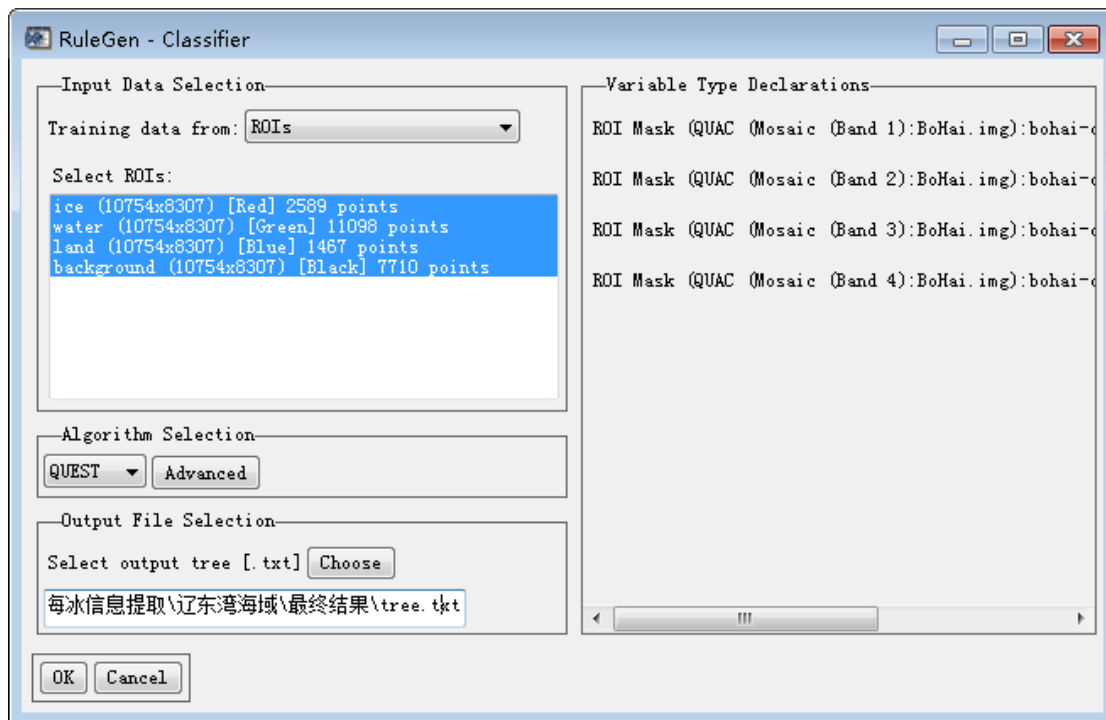 RuleGen - Classifier
Input Data Selection
Training data from: ROIs
Select ROIs:
ice (10754x8307) [Red] 2589 points
water (10754x8307) [Green] 11098 points
land (10754x8307) [Blue] 1467 points
background (10754x8307) [Black] 7710 points
Algorithm Selection
QUEST Advanced
Output File Selection
Select output tree [.txt] Choose
每冰信息提取\辽东湾海域\最终结果\tree.txt
OK Cancel
Variable Type Declarations
ROI Mask (QUAC (Mosaic (Band 1):BoHai.img):bohai-
ROI Mask (QUAC (Mosaic (Band 2):BoHai.img):bohai-
ROI Mask (QUAC (Mosaic (Band 3):BoHai.img):bohai-
ROI Mask (QUAC (Mosaic (Band 4):BoHai.img):bohai-